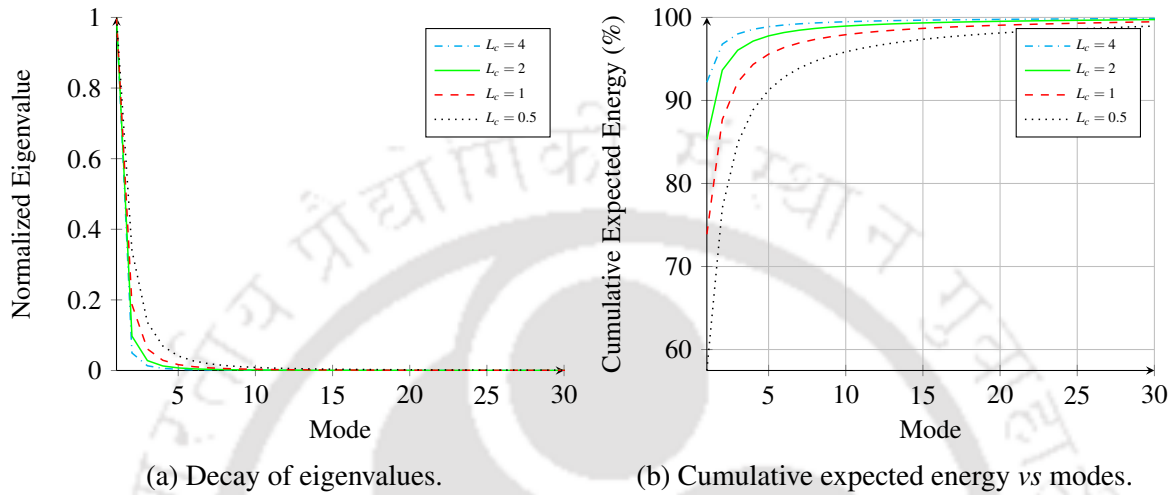 1
0.8
0.6
0.4
0.2
0
5
10
15
20
25
30
Normalized Eigenvalue
Mode
L_c = 4
L_c = 2
L_c = 1
L_c = 0.5
(a) Decay of eigenvalues.
100
90
80
70
60
5
10
15
20
25
30
Cumulative Expected Energy (%)
Mode
L_c = 4
L_c = 2
L_c = 1
L_c = 0.5
(b) Cumulative expected energy vs modes.